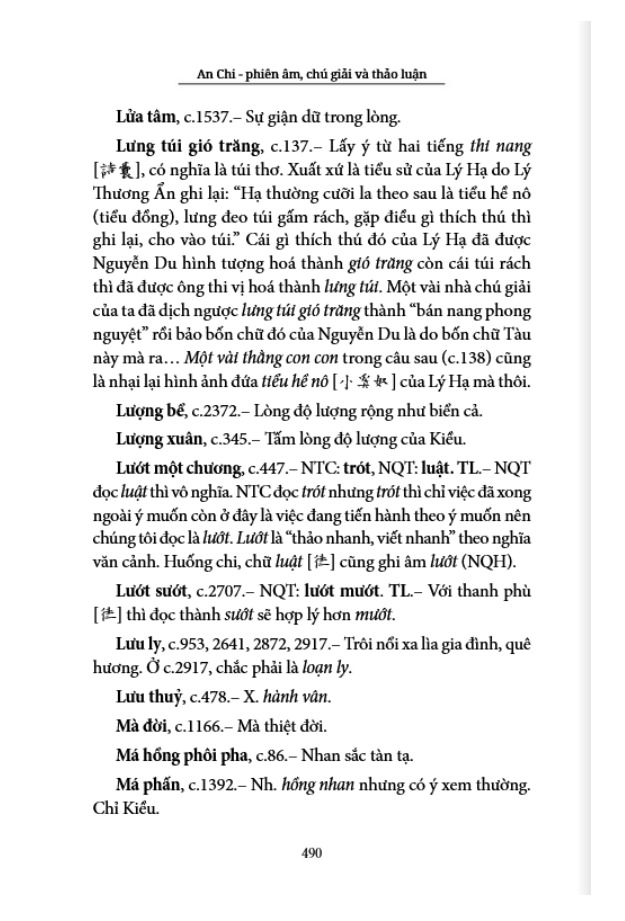 An Chi - phiên âm, chú giải và thảo luận
Lửa tâm, c.1537.– Sự giận dữ trong lòng.
Lưng túi gió trăng, c.137.– Lấy ý từ hai tiếng thi nang
[詩囊], có nghĩa là túi thơ. Xuất xứ là tiểu sử của Lý Hạ do Lý
Thương Ẩn ghi lại: “Hạ thường cưỡi la theo sau là tiểu hề nô
(tiểu đồng), lưng đeo túi gấm rách, gặp điều gì thích thú thì
ghi lại, cho vào túi.” Cái gì thích thú đó của Lý Hạ đã được
Nguyễn Du hình tượng hoá thành gió trăng còn cái túi rách
thì đã được ông thi vị hoá thành lưng túi. Một vài nhà chú giải
của ta đã dịch ngược lưng túi gió trăng thành “bán nang phong
nguyệt” rồi bảo bốn chữ đó của Nguyễn Du là do bốn chữ Tàu
này mà ra… Một vài thằng con con trong câu sau (c.138) cũng
là nhại lại hình ảnh đứa tiểu hề nô [小奚奴] của Lý Hạ mà thôi.
Lượng bể, c.2372.– Lòng độ lượng rộng như biển cả.
Lượng xuân, c.345.– Tấm lòng độ lượng của Kiều.
Lướt một chương, c.447.– NTC: trót, NQT: luật. TL.– NQT
đọc luật thì vô nghĩa. NTC đọc trót nhưng trót thì chỉ việc đã xong
ngoài ý muốn còn ở đây là việc đang tiến hành theo ý muốn nên
chúng tôi đọc là lướt. Lướt là “thảo nhanh, viết nhanh” theo nghĩa
văn cảnh. Huống chi, chữ luật [] cũng ghi âm lướt (NQH).
Lướt sướt, c.2707.– NQT: lướt mướt. TL.– Với thanh phù
[] thì đọc thành sướt sẽ hợp lý hơn mướt.
Lưu ly, c.953, 2641, 2872, 2917.– Trôi nổi xa lìa gia đình, quê
hương. Ở c.2917, chắc phải là loạn ly.
Lưu thuỷ, c.478.– X. hành vân.
Mà đời, c.1166.– Mà thiệt đời.
Má hồng phôi pha, c.86.– Nhan sắc tàn tạ.
Má phấn, c.1392.– Nh. hồng nhan nhưng có ý xem thường.
Chỉ Kiều.
490